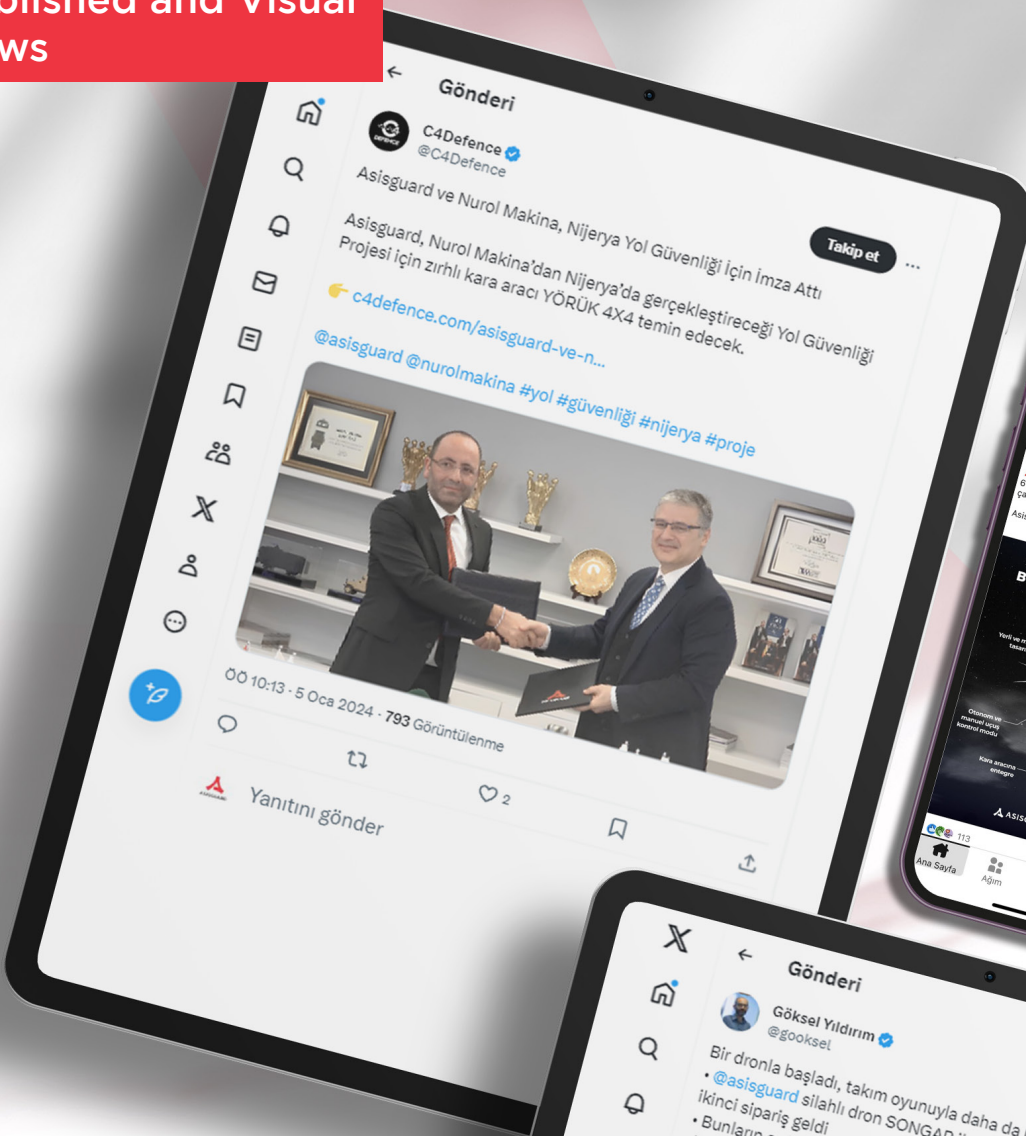 blished and Visual
ws
Gönderi
C4Defence
@C4Defence
Takip et
Asisguard ve Nurol Makina, Nijerya Yol Güvenliği İçin İmza Attı
Asisguard, Nurol Makina'dan Nijerya'da gerçekleştireceği Yol Güvenliği
Projesi için zırhlı kara aracı YÖRÜK 4X4 temin edecek.
👉 c4defence.com/asisguard-ve-n...
@asisguard @nurolmakina #yol #güvenliği #nijerya #proje
ÖÖ 10:13 · 5 Oca 2024 · 793 Görüntülenme
2
ASISGUARD
Yanıtını gönder
Otonom ve
manuel uçuş
kontrol modu
Kara aracına
entegre
113
Ana Sayfa
Ağım
Gönderi
Göksel Yıldırım
@gooksel
Bir dronla başladı, takım oyunuyla daha da
• @asisguard silahlı dron SONGAR
ikinci sipariş geldi
• Bunların